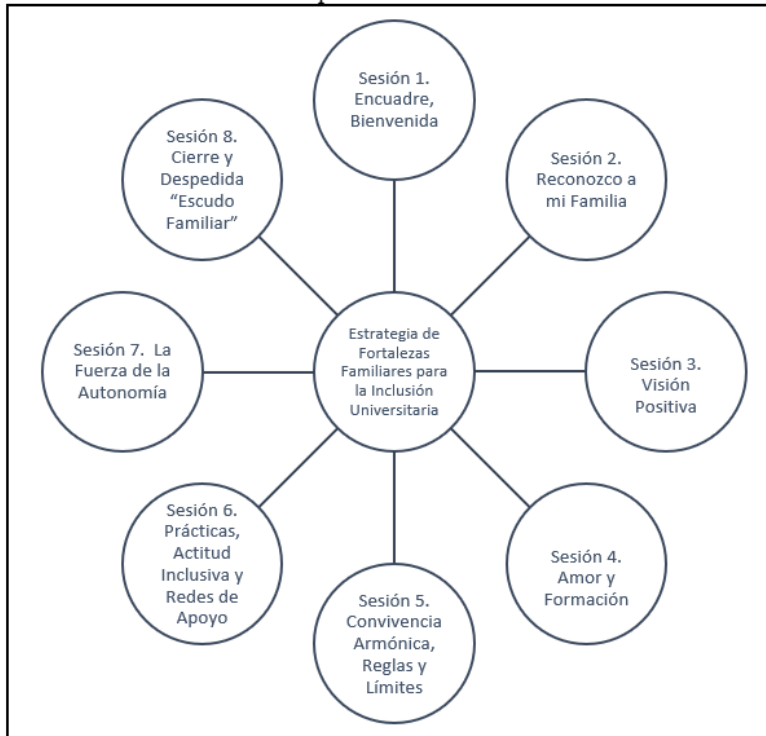 Sesión 1.
Encuadre,
Bienvenida
Sesión 2.
Reconozco a
mi Familia
Sesión 3.
Visión
Positiva
Sesión 4.
Amor y
Formación
Sesión 5.
Convivencia
Armónica,
Reglas y
Límites
Sesión 6.
Prácticas,
Actitud
Inclusiva y
Redes de
Apoyo
Sesión 7. La
Fuerza de la
Autonomía
Sesión 8.
Cierre y
Despedida
“Escudo
Familiar”
Estrategia de
Fortalezas
Familiares para
la Inclusión
Universitaria